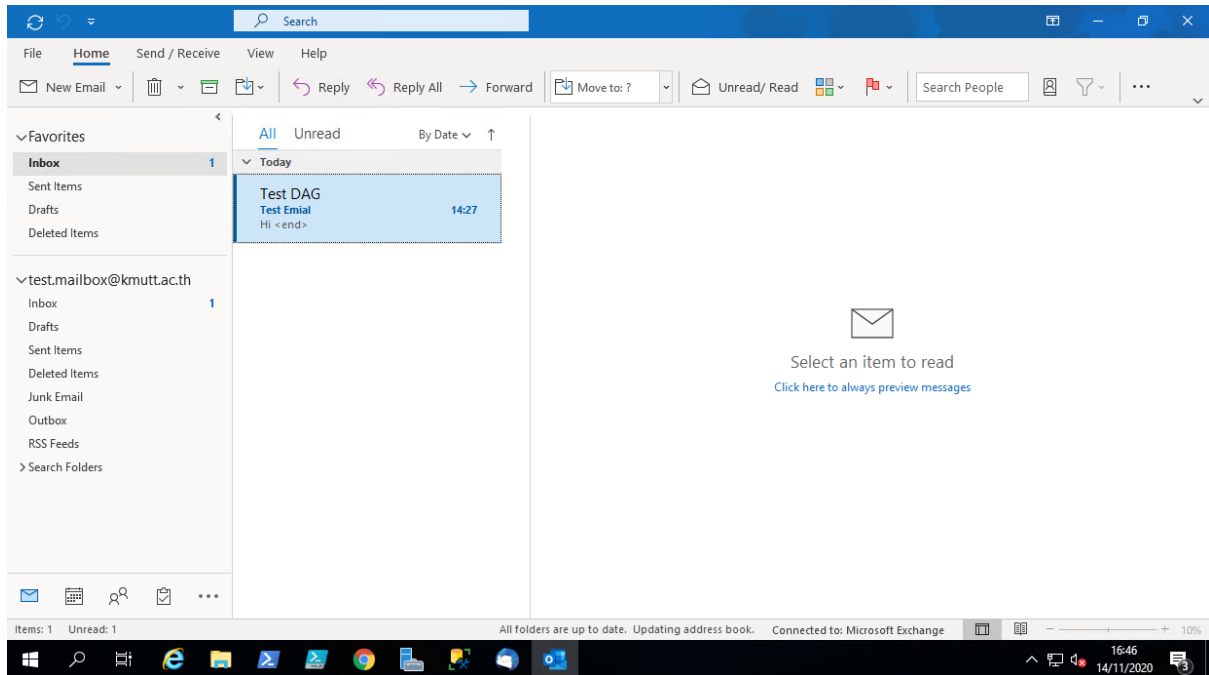 Search
File Home Send / Receive View Help
New Email Reply Reply All Forward Move to: ? Unread/ Read Search People
Favorites
Inbox 1
Sent Items
Drafts
Deleted Items
test.mailbox@kmutt.ac.th
Inbox 1
Drafts
Sent Items
Deleted Items
Junk Email
Outbox
RSS Feeds
Search Folders
All Unread By Date
Today
Test DAG
Test Emial 14:27
Hi <end>
Select an item to read
Click here to always preview messages
Items: 1 Unread: 1 All folders are up to date. Updating address book. Connected to: Microsoft Exchange 10%
16:46
14/11/2020
3